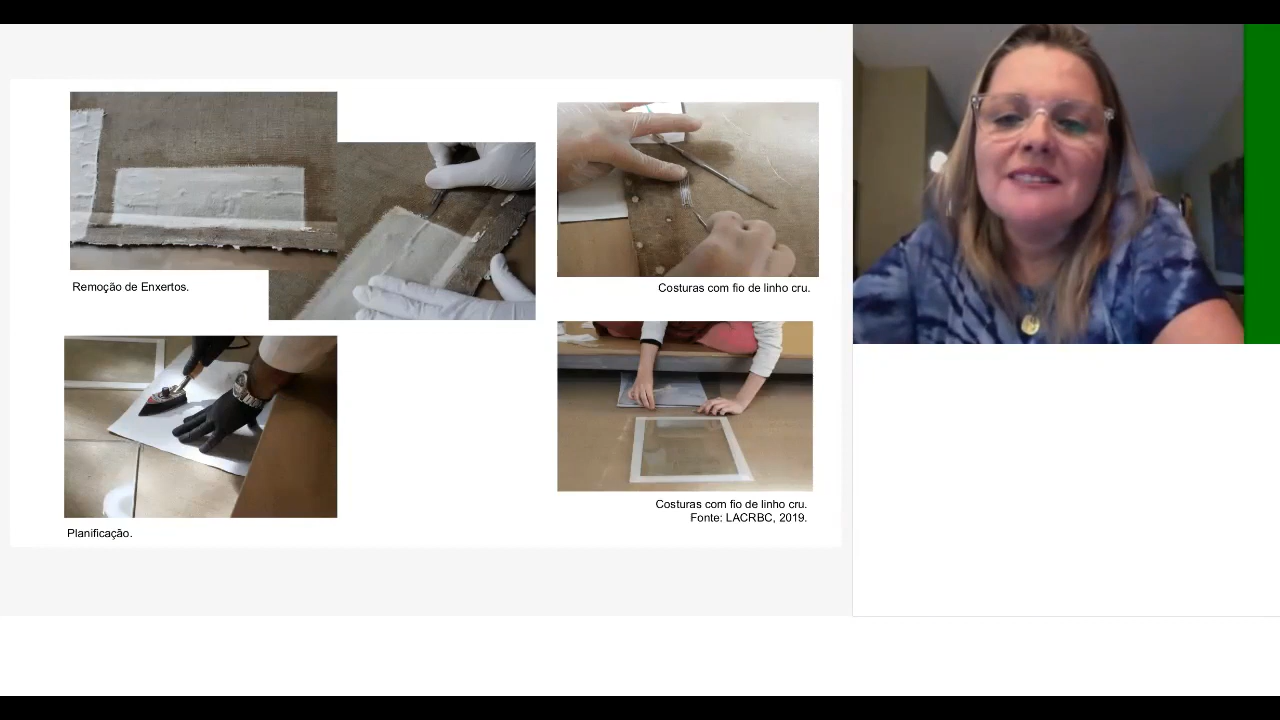 Remoção de Enxertos.
Costuras com fio de linho cru.
Planificação.
Costuras com fio de linho cru.
Fonte: LACRBC, 2019.